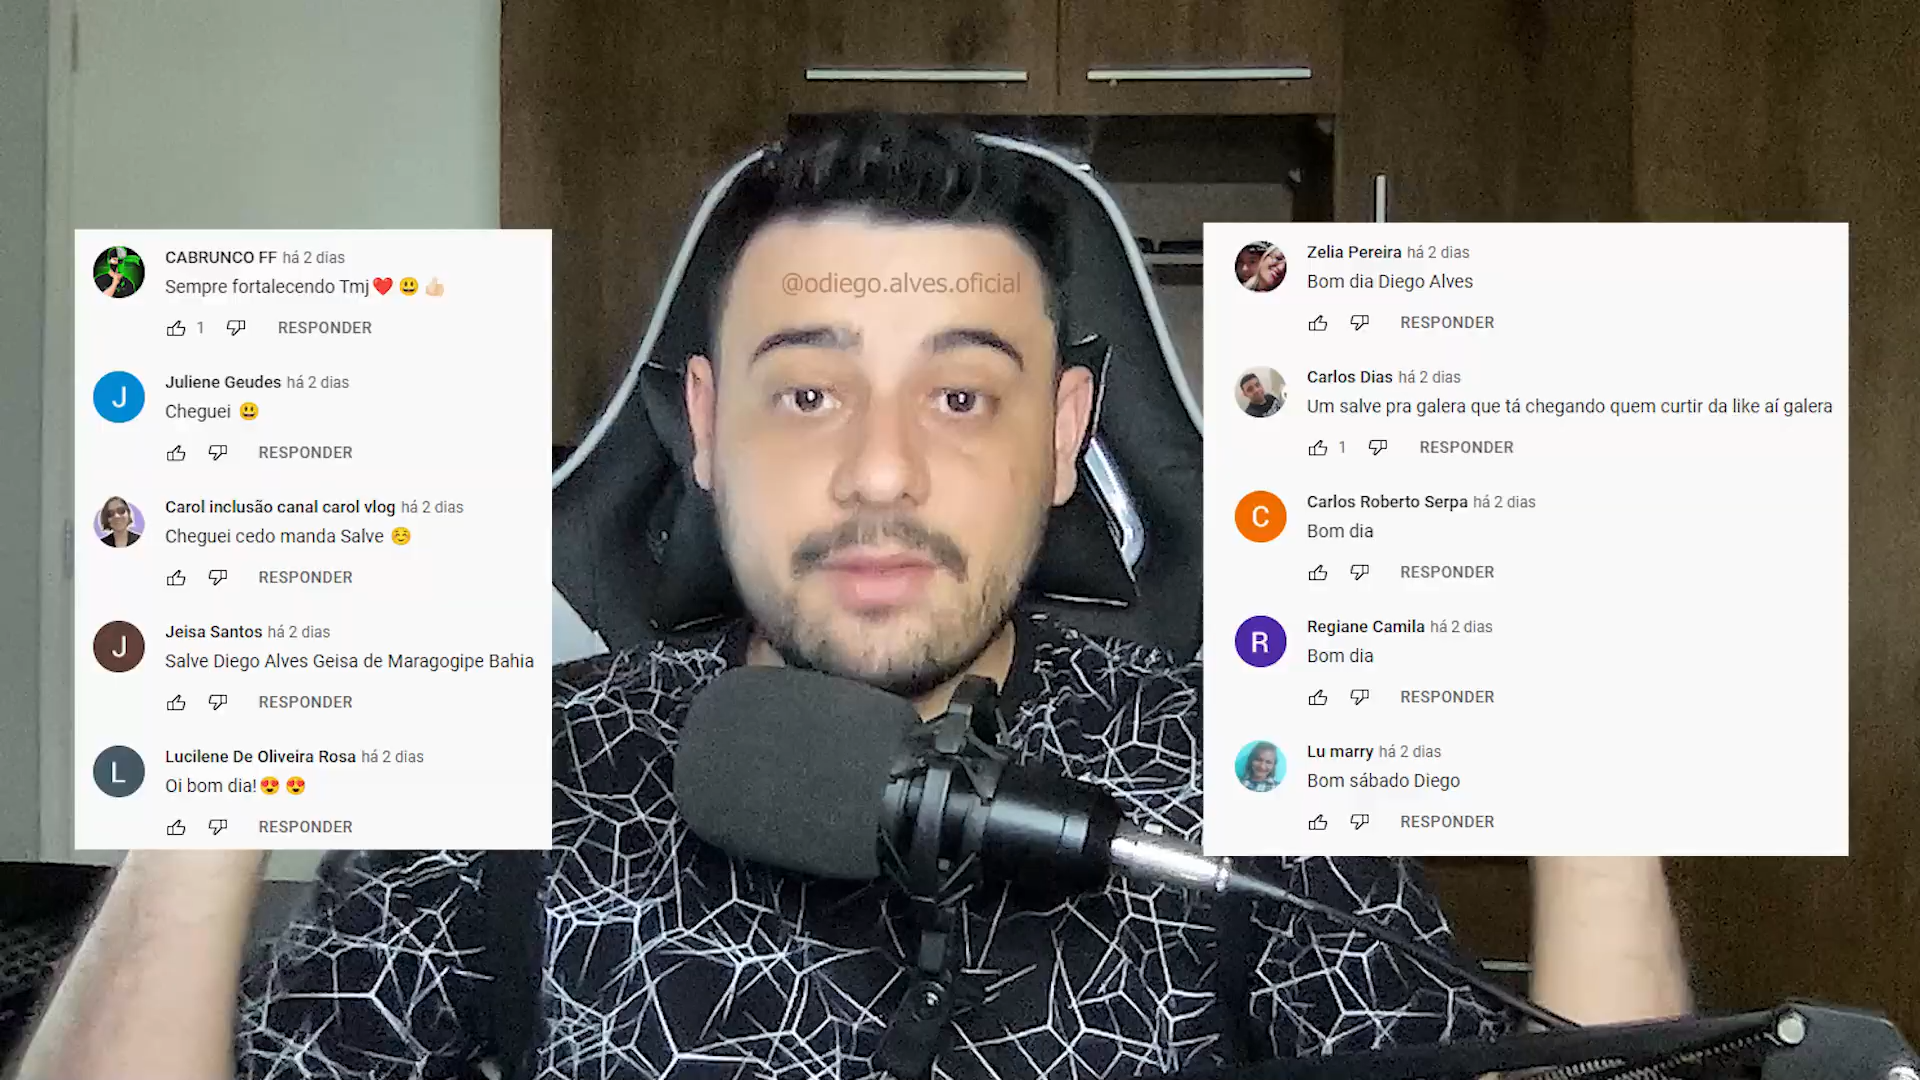 @odiego.alves.oficial
CABRUNCO FF há 2 dias
Sempre fortalecendo Tmj❤️ 😃 👍🏻
1 RESPONDER
J
Juliene Geudes há 2 dias
Cheguei 😃
RESPONDER
Carol inclusão canal carol vlog há 2 dias
Cheguei cedo manda Salve ☺️
RESPONDER
J
Jeisa Santos há 2 dias
Salve Diego Alves Geisa de Maragogipe Bahia
RESPONDER
L
Lucilene De Oliveira Rosa há 2 dias
Oi bom dia!😍 😍
RESPONDER
Zelia Pereira há 2 dias
Bom dia Diego Alves
RESPONDER
Carlos Dias há 2 dias
Um salve pra galera que tá chegando quem curtir da like aí galera
1 RESPONDER
C
Carlos Roberto Serpa há 2 dias
Bom dia
RESPONDER
R
Regiane Camila há 2 dias
Bom dia
RESPONDER
Lu marry há 2 dias
Bom sábado Diego
RESPONDER